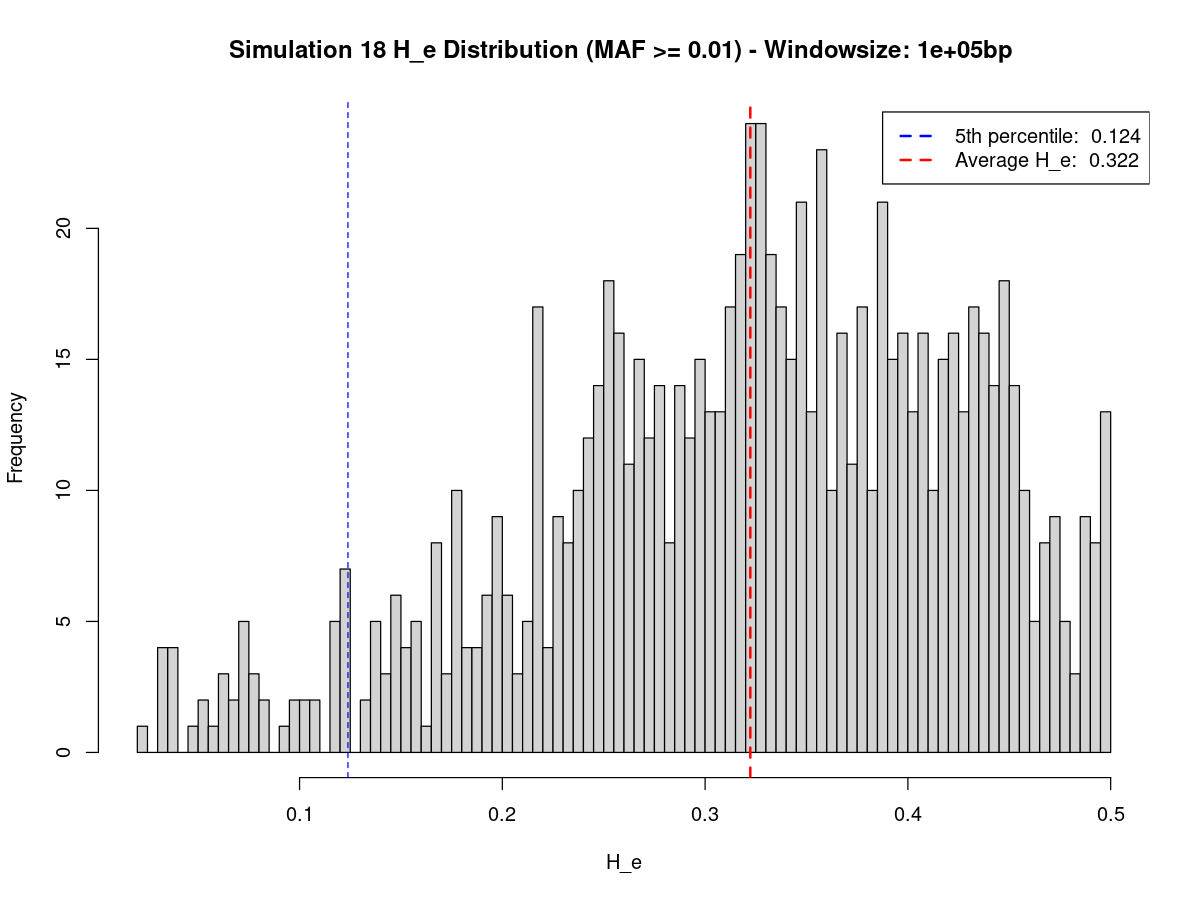 Simulation 18 H_e Distribution (MAF >= 0.01) - Windowsize: 1e+05bp
5th percentile: 0.124
Average H_e: 0.322
Frequency
20
15
10
5
0
0.1 0.2 0.3 0.4 0.5
H_e